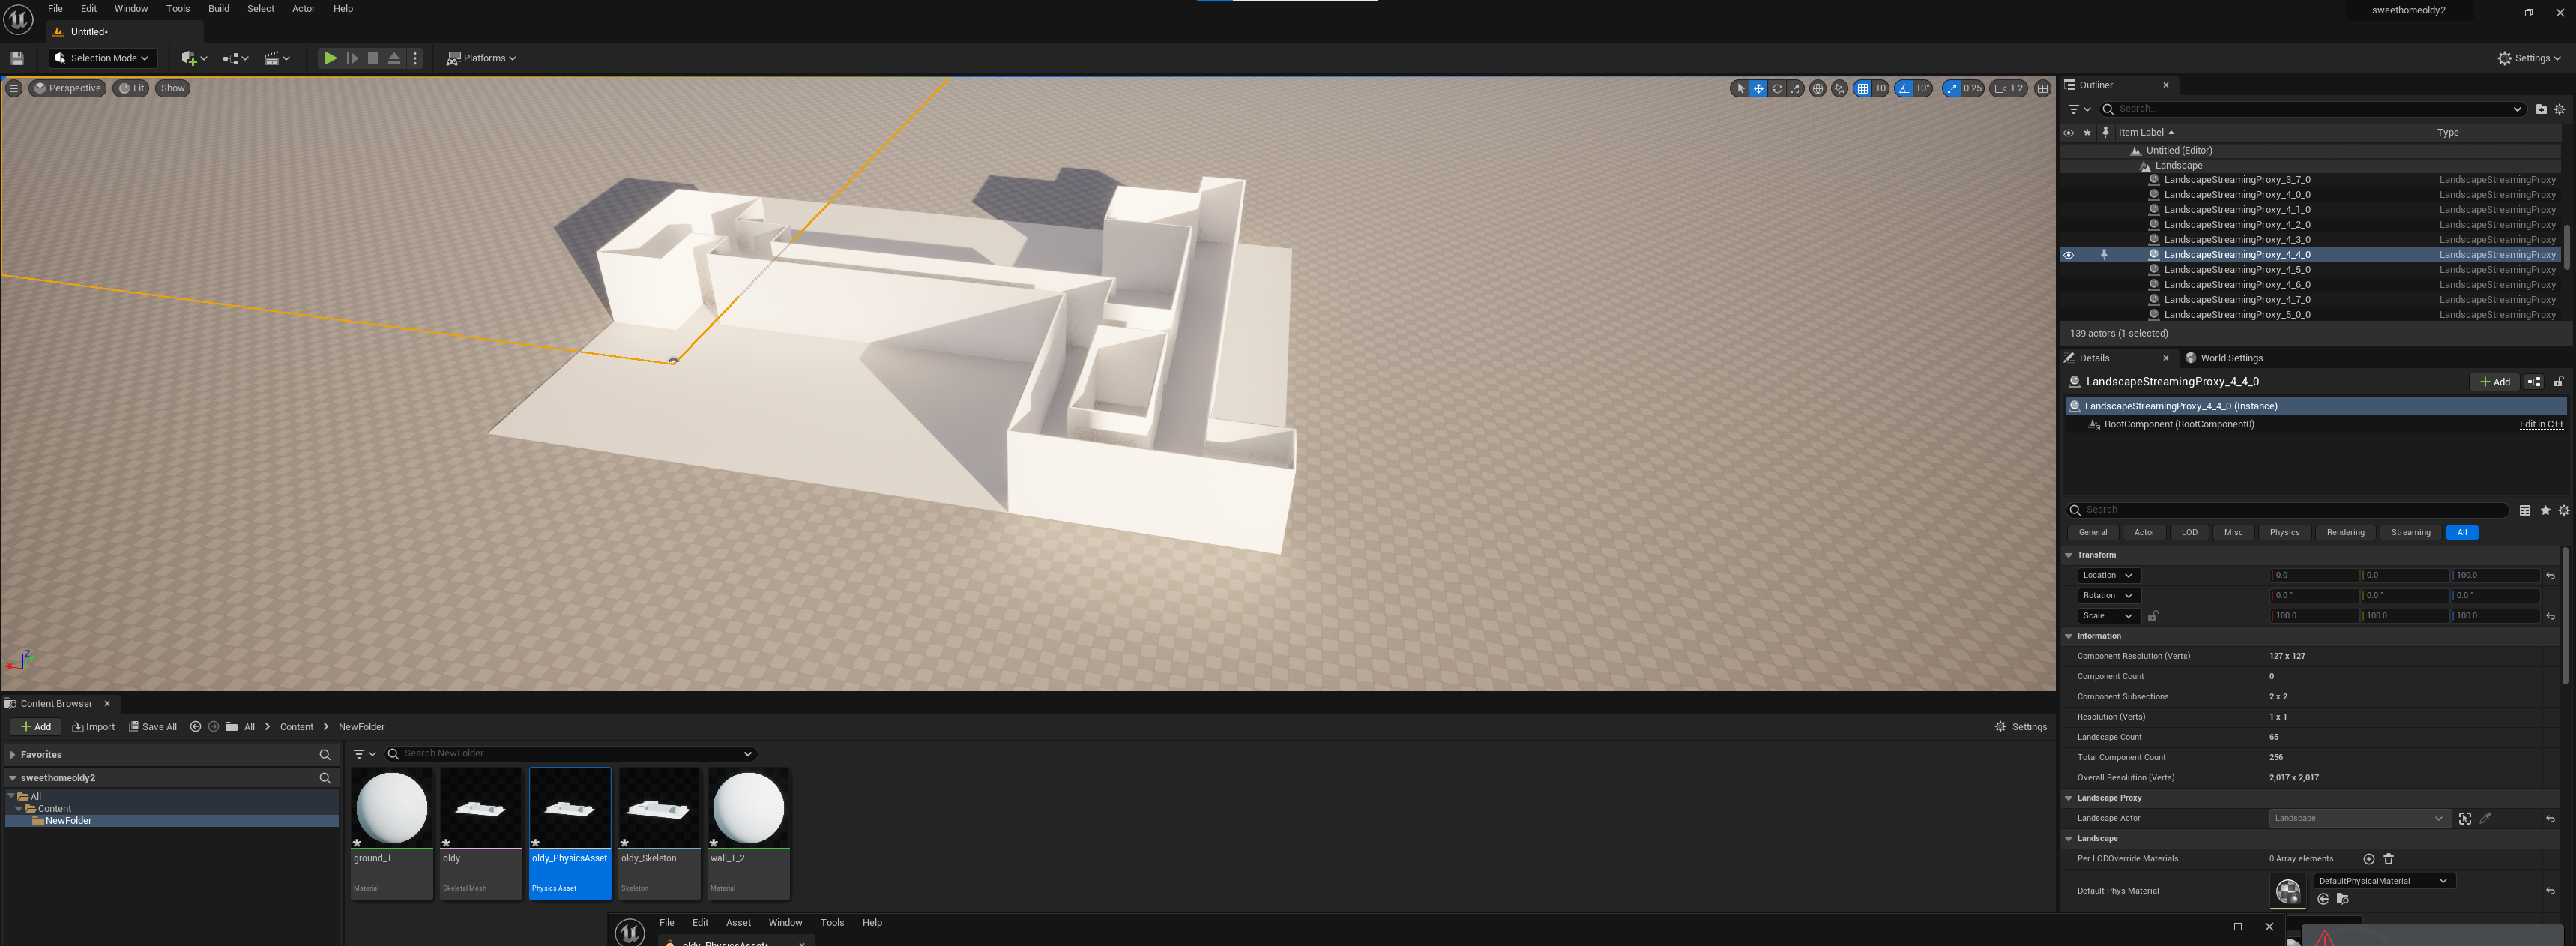 File Edit Window Tools Build Select Actor Help
sweethomeoldy2
Untitled*
Selection Mode
Platforms
Settings
Perspective Lit Show
10 10° 0.25 1.2
Outliner
Search...
Item Label Type
Untitled (Editor)
Landscape
LandscapeStreamingProxy_3_7_0 LandscapeStreamingProxy
LandscapeStreamingProxy_4_0_0 LandscapeStreamingProxy
LandscapeStreamingProxy_4_1_0 LandscapeStreamingProxy
LandscapeStreamingProxy_4_2_0 LandscapeStreamingProxy
LandscapeStreamingProxy_4_3_0 LandscapeStreamingProxy
LandscapeStreamingProxy_4_4_0 LandscapeStreamingProxy
LandscapeStreamingProxy_4_5_0 LandscapeStreamingProxy
LandscapeStreamingProxy_4_6_0 LandscapeStreamingProxy
LandscapeStreamingProxy_4_7_0 LandscapeStreamingProxy
LandscapeStreamingProxy_5_0_0 LandscapeStreamingProxy
139 actors (1 selected)
Details World Settings
LandscapeStreamingProxy_4_4_0
Add
LandscapeStreamingProxy_4_4_0 (Instance)
RootComponent (RootComponent0) Edit in C++
Search
General Actor LOD Misc Physics Rendering Streaming All
Transform
Location 0.0 0.0 100.0
Rotation 0.0 ° 0.0 ° 0.0 °
Scale 100.0 100.0 100.0
Information
Component Resolution (Verts) 127 x 127
Component Count 0
Component Subsections 2 x 2
Resolution (Verts) 1 x 1
Landscape Count 65
Total Component Count 256
Overall Resolution (Verts) 2,017 x 2,017
Landscape Proxy
Landscape Actor Landscape
Landscape
Per LODOverride Materials 0 Array elements
Default Phys Material DefaultPhysicalMaterial
X Z
Content Browser
Add Import Save All All Content NewFolder
Settings
Favorites
Search NewFolder
sweethomeoldy2
All
Content
NewFolder
ground_1 oldy oldy_PhysicsAsset oldy_Skeleton wall_1_2
Material Skeletal Mesh Physics Asset Skeleton Material
File Edit Asset Window Tools Help
oldy_PhysicsAsset*